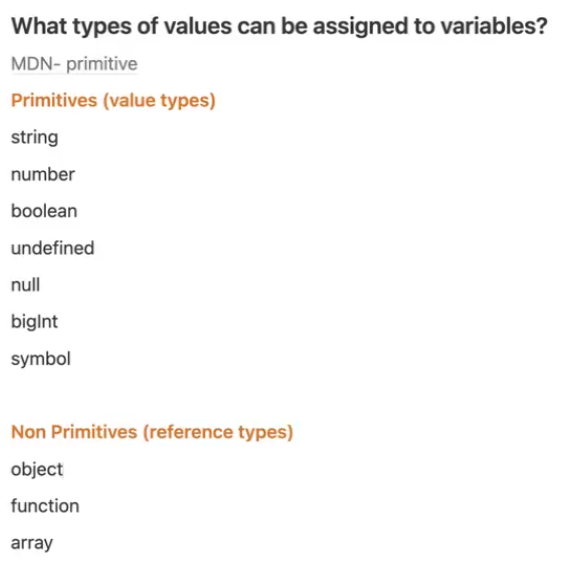 What types of values can be assigned to variables?
MDN- primitive
Primitives (value types)
string
number
boolean
undefined
null
bigInt
symbol
Non Primitives (reference types)
object
function
array